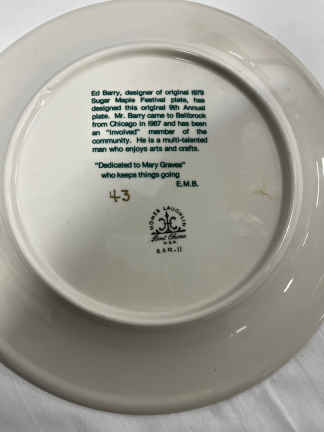 Ed Barry, designer of original 1979
Sugar Maple Festival plate, has
designed this original 9th Annual
plate. Mr. Barry came to Bellbrook
from Chicago in 1967 and has been
an "involved" member of the
community. He is a multi-talented
man who enjoys arts and crafts.
"Dedicated to Mary Graves"
who keeps things going
E.M.B.
43
HOMER LAUGHLIN
Best China
U.S.A.